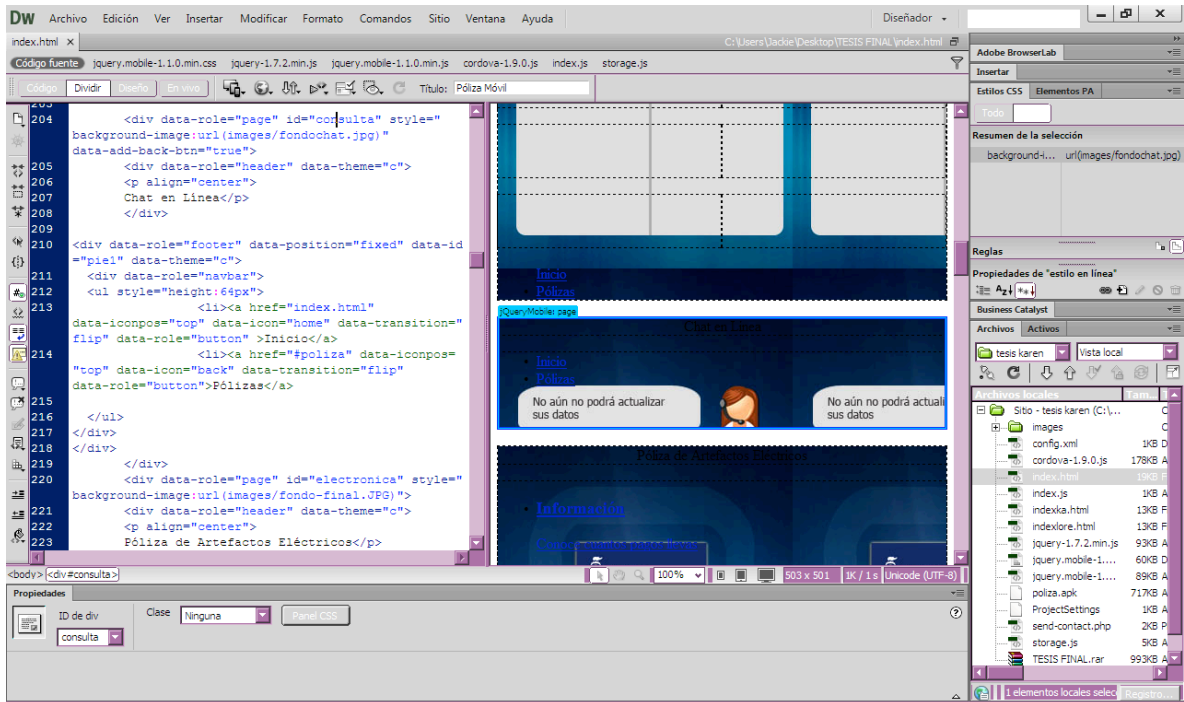 DW Archivo Edición Ver Insertar Modificar Formato Comandos Sitio Ventana Ayuda Diseñador
index.html × C:\Users\Jackie\Desktop\TESIS FINAL\index.html
Código fuente jquery.mobile-1.1.0.min.css jquery-1.7.2.min.js jquery.mobile-1.1.0.min.js cordova-1.9.0.js index.js storage.js
Código Dividir Diseño En vivo Título: Póliza Móvil
203
204 <div data-role="page" id="consulta" style="
background-image:url(images/fondochat.jpg)"
data-add-back-btn="true">
205 <div data-role="header" data-theme="c">
206 <p align="center">
207 Chat en Línea</p>
208 </div>
209
210 <div data-role="footer" data-position="fixed" data-id
="pie1" data-theme="c">
211 <div data-role="navbar">
212 <ul style="height:64px">
213 <li><a href="index.html"
data-iconpos="top" data-icon="home" data-transition="
flip" data-role="button" >Inicio</a>
214 <li><a href="#poliza" data-iconpos=
"top" data-icon="back" data-transition="flip"
data-role="button">Pólizas</a>
215
216 </ul>
217 </div>
218 </div>
219 </div>
220 <div data-role="page" id="electronica" style="
background-image:url(images/fondo-final.JPG)">
221 <div data-role="header" data-theme="c">
222 <p align="center">
223 Póliza de Artefactos Eléctricos</p>
Inicio
Pólizas
jQueryMobile: page
Chat en Línea
Inicio
Pólizas
No aún no podrá actualizar
sus datos
No aún no podrá actuali
sus datos
Póliza de Artefactos Eléctricos
Información
<body> <div#consulta>
100% 503 x 501 1K / 1 s Unicode (UTF-8)
Propiedades
ID de div Clase Ninguna Panel CSS
consulta
Adobe BrowserLab
Insertar
Estilos CSS Elementos PA
Todo
Resumen de la selección
background-i... url(images/fondochat.jpg)
Reglas
Propiedades de "estilo en línea"
Business Catalyst
Archivos Activos
tesis karen Vista local
Archivos locales Tam...
Sitio - tesis karen (C:\... C
images C
config.xml 1KB D
cordova-1.9.0.js 178KB A
index.html 19KB F
index.js 1KB A
indexka.html 13KB F
indexlore.html 13KB F
jquery-1.7.2.min.js 93KB A
jquery.mobile-1.... 60KB D
jquery.mobile-1.... 89KB A
poliza.apk 717KB A
ProjectSettings 1KB A
send-contact.php 2KB P
storage.js 5KB A
TESIS FINAL.rar 993KB A
1 elementos locales selecc Registro...